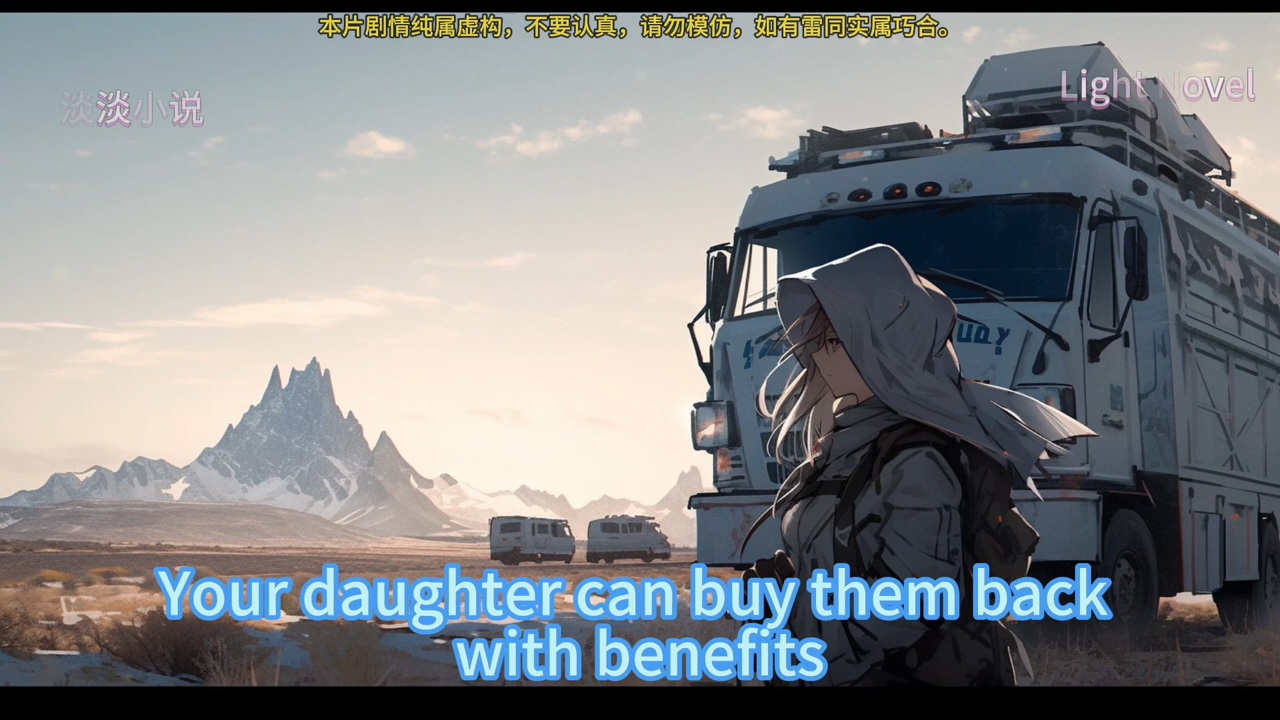 本片剧情纯属虚构，不要认真，请勿模仿，如有雷同实属巧合。
淡淡小说
Light Novel
Your daughter can buy them back
with benefits